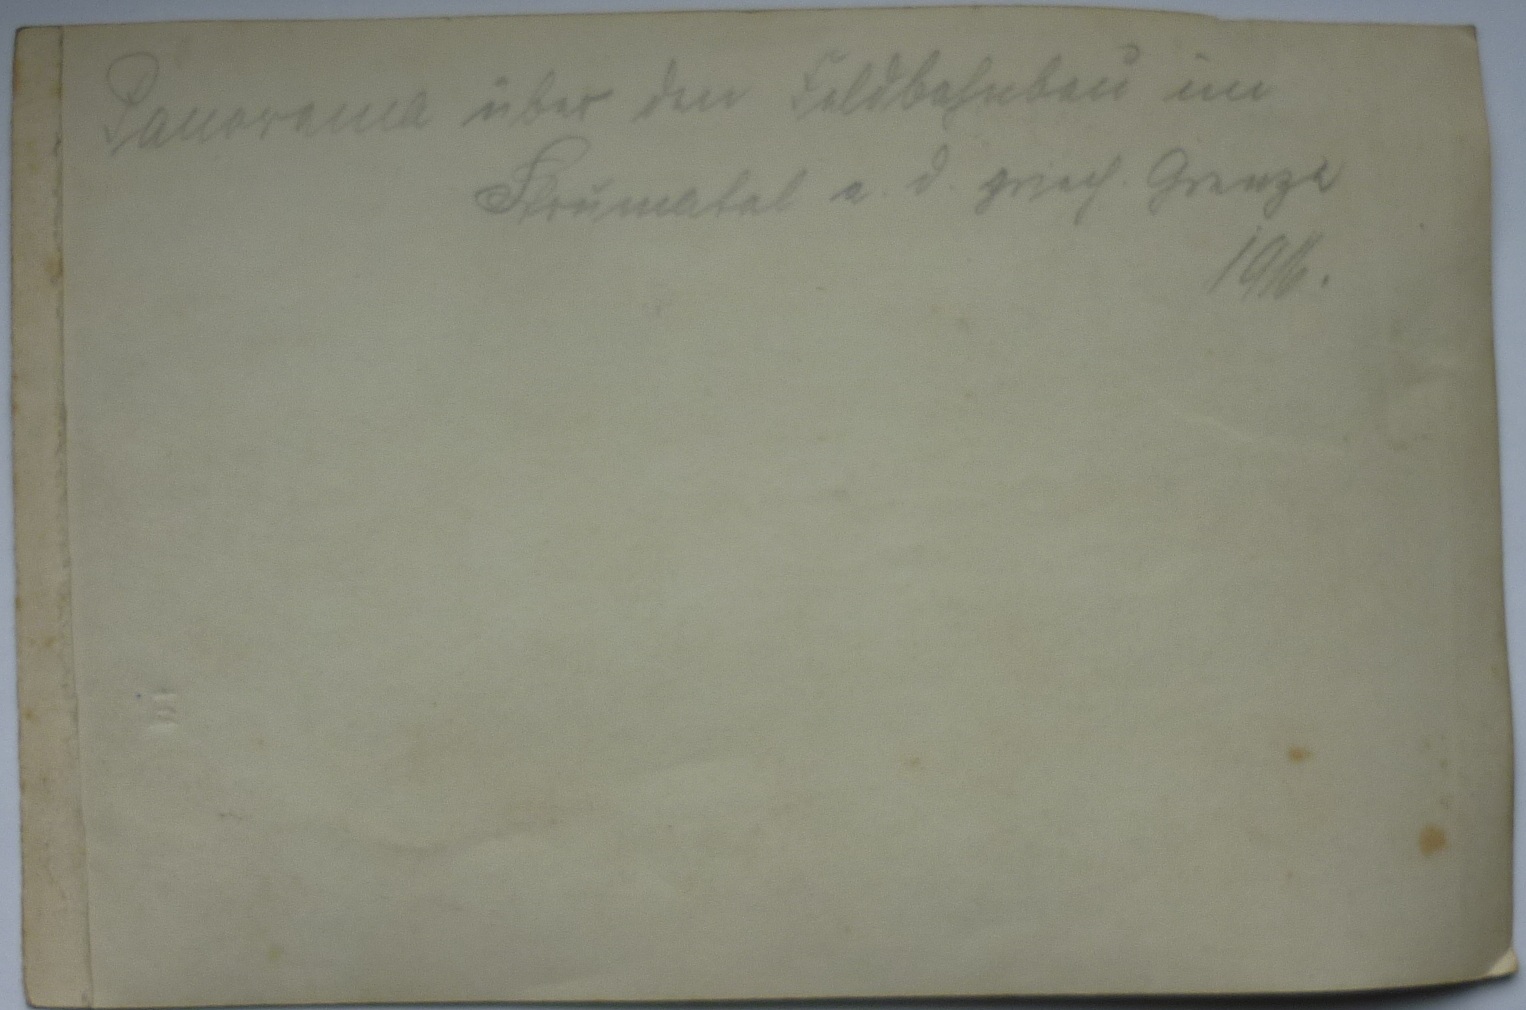 Panorama über den Feldbahnbau im
Strumatal a. d. griech. Grenze
1916.